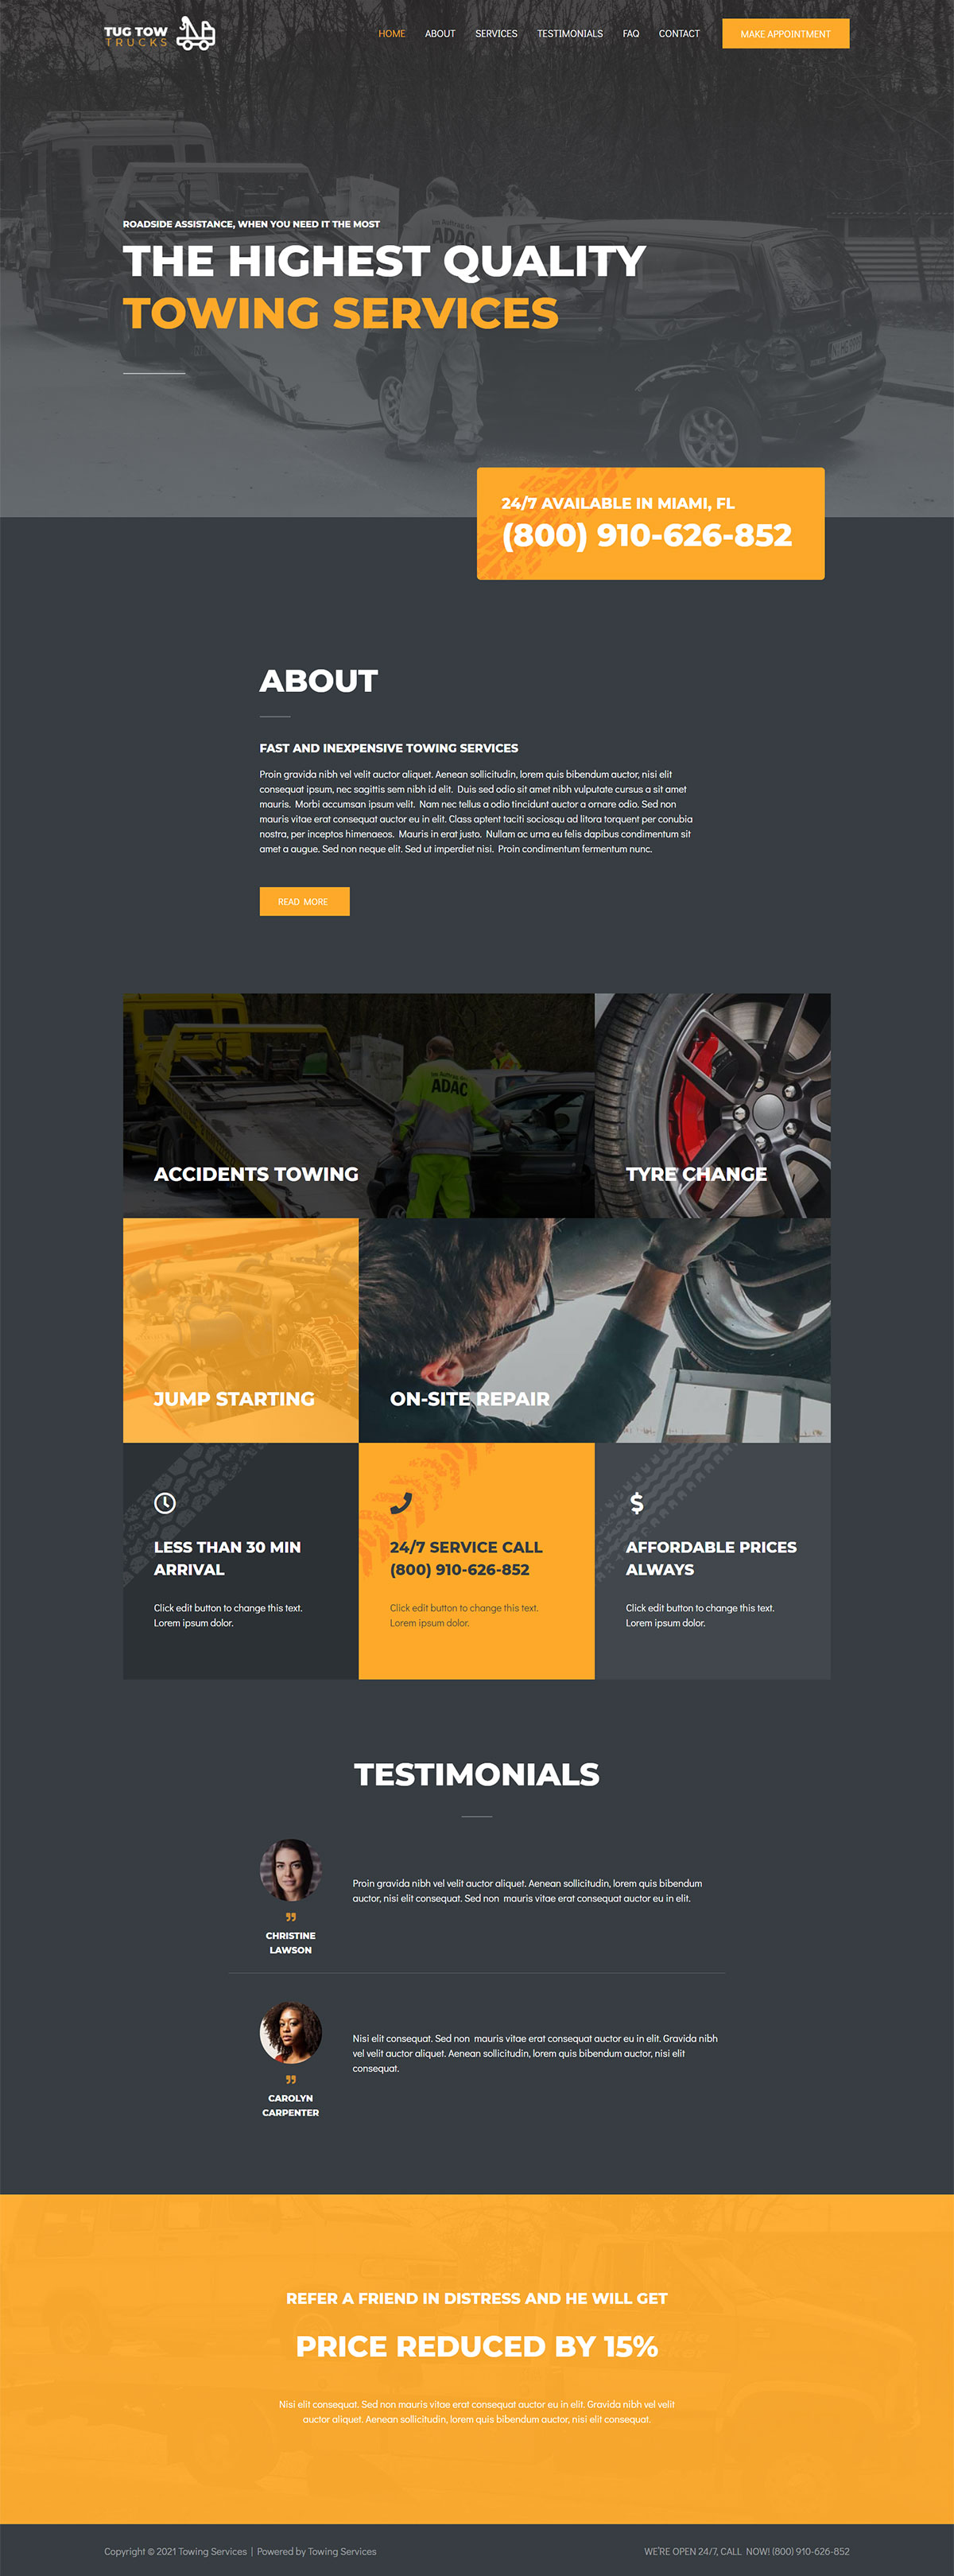 TUG TOW
TRUCKS
HOME ABOUT SERVICES TESTIMONIALS FAQ CONTACT MAKE APPOINTMENT
ROADSIDE ASSISTANCE, WHEN YOU NEED IT THE MOST
THE HIGHEST QUALITY
TOWING SERVICES
ADAC
24/7 AVAILABLE IN MIAMI, FL
(800) 910-626-852
ABOUT
FAST AND INEXPENSIVE TOWING SERVICES
Proin gravida nibh vel velit auctor aliquet. Aenean sollicitudin, lorem quis bibendum auctor, nisi elit
consequat ipsum, nec sagittis sem nibh id elit. Duis sed odio sit amet nibh vulputate cursus a sit amet
mauris. Morbi accumsan ipsum velit. Nam nec tellus a odio tincidunt auctor a ornare odio. Sed non
mauris vitae erat consequat auctor eu in elit. Class aptent taciti sociosqu ad litora torquent per conubia
nostra, per inceptos himenaeos. Mauris in erat justo. Nullam ac urna eu felis dapibus condimentum sit
amet a augue. Sed non neque elit. Sed ut imperdiet nisi. Proin condimentum fermentum nunc.
READ MORE
ADAC
ACCIDENTS TOWING
TYRE CHANGE
JUMP STARTING
ON-SITE REPAIR
LESS THAN 30 MIN
ARRIVAL
Click edit button to change this text.
Lorem ipsum dolor.
24/7 SERVICE CALL
(800) 910-626-852
Click edit button to change this text.
Lorem ipsum dolor.
AFFORDABLE PRICES
ALWAYS
Click edit button to change this text.
Lorem ipsum dolor.
TESTIMONIALS
Proin gravida nibh vel velit auctor aliquet. Aenean sollicitudin, lorem quis bibendum
auctor, nisi elit consequat. Sed non mauris vitae erat consequat auctor eu in elit.
CHRISTINE
LAWSON
Nisi elit consequat. Sed non mauris vitae erat consequat auctor eu in elit. Gravida nibh
vel velit auctor aliquet. Aenean sollicitudin, lorem quis bibendum auctor, nisi elit
consequat.
CAROLYN
CARPENTER
REFER A FRIEND IN DISTRESS AND HE WILL GET
PRICE REDUCED BY 15%
Nisi elit consequat. Sed non mauris vitae erat consequat auctor eu in elit. Gravida nibh vel velit
auctor aliquet. Aenean sollicitudin, lorem quis bibendum auctor, nisi elit consequat.
Copyright © 2021 Towing Services | Powered by Towing Services
WE'RE OPEN 24/7, CALL NOW! (800) 910-626-852